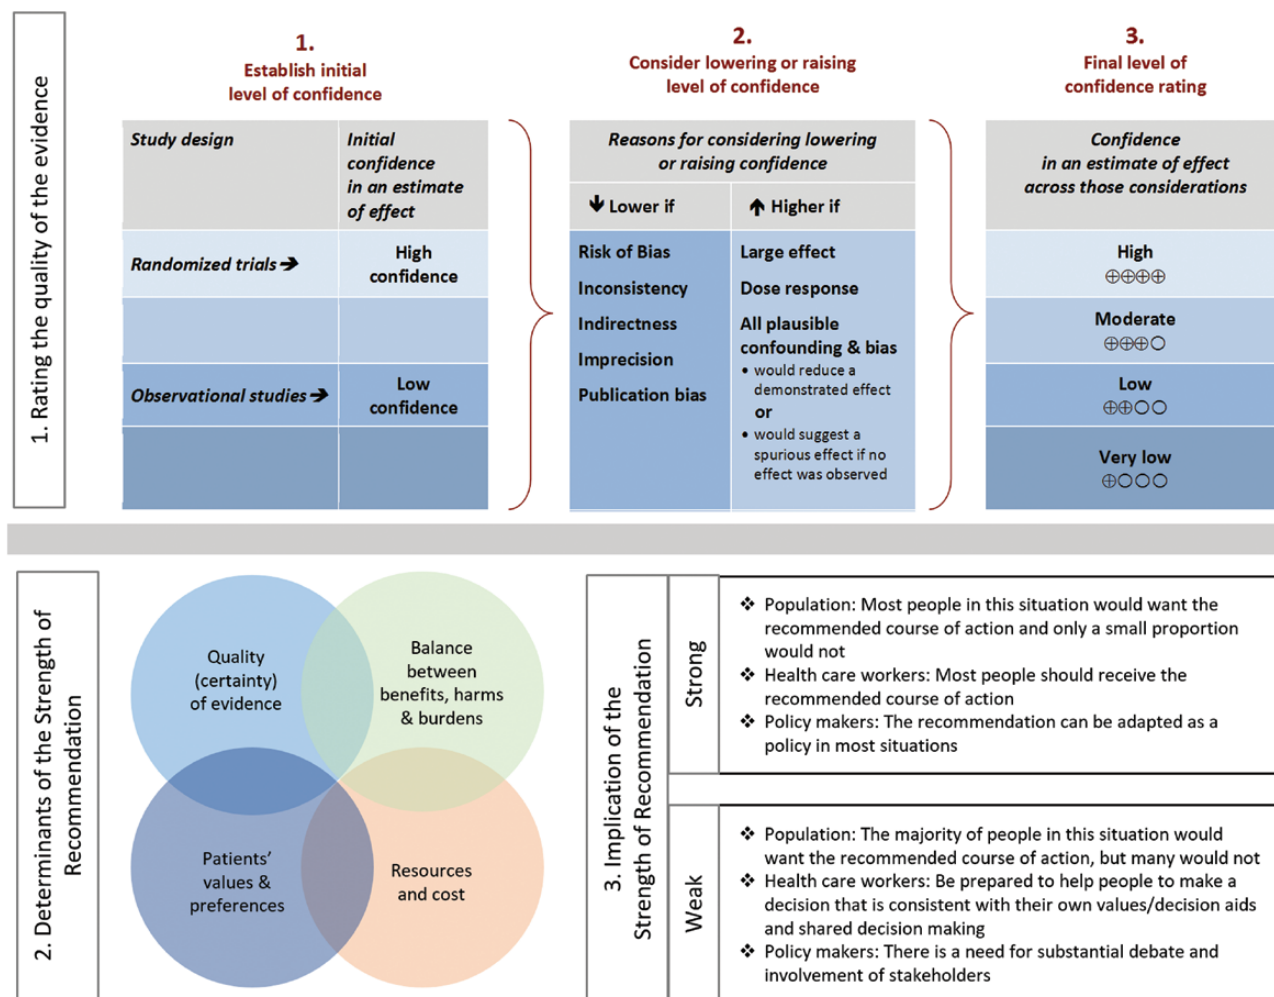 1. Rating the quality of the evidence
1.
Establish initial
level of confidence
Study design
Initial
confidence
in an estimate
of effect
Randomized trials ➔
High
confidence
Observational studies ➔
Low
confidence
2.
Consider lowering or raising
level of confidence
Reasons for considering lowering
or raising confidence
🡻 Lower if
🡹 Higher if
Risk of Bias
Inconsistency
Indirectness
Imprecision
Publication bias
Large effect
Dose response
All plausible
confounding & bias
• would reduce a
demonstrated effect
or
• would suggest a
spurious effect if no
effect was observed
3.
Final level of
confidence rating
Confidence
in an estimate of effect
across those considerations
High
⊕⊕⊕⊕
Moderate
⊕⊕⊕○
Low
⊕⊕○○
Very low
⊕○○○
2. Determinants of the Strength of
Recommendation
Quality
(certainty)
of evidence
Balance
between
benefits, harms
& burdens
Patients’
values &
preferences
Resources
and cost
3. Implication of the
Strength of Recommendation
Strong
❖ Population: Most people in this situation would want the
recommended course of action and only a small proportion
would not
❖ Health care workers: Most people should receive the
recommended course of action
❖ Policy makers: The recommendation can be adapted as a
policy in most situations
Weak
❖ Population: The majority of people in this situation would
want the recommended course of action, but many would not
❖ Health care workers: Be prepared to help people to make a
decision that is consistent with their own values/decision aids
and shared decision making
❖ Policy makers: There is a need for substantial debate and
involvement of stakeholders